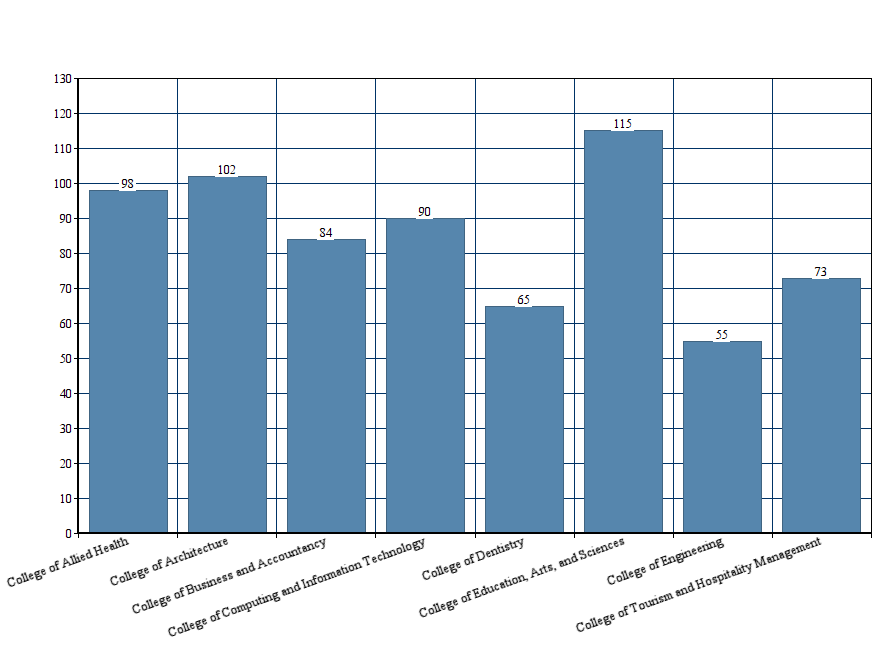 130
120
110
100
90
80
70
60
50
40
30
20
10
0
98
102
84
90
65
115
55
73
College of Allied Health
College of Architecture
College of Business and Accountancy
College of Computing and Information Technology
College of Dentistry
College of Education, Arts, and Sciences
College of Engineering
College of Tourism and Hospitality Management